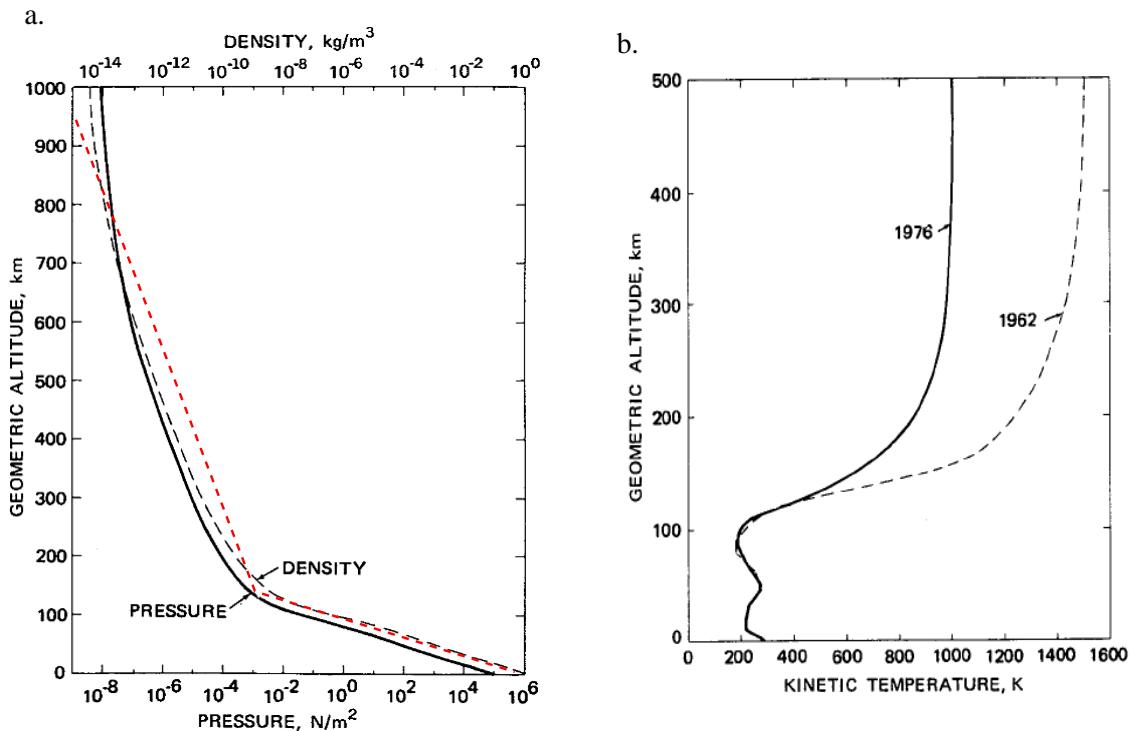 a.
DENSITY, kg/m³
10⁻¹⁴ 10⁻¹² 10⁻¹⁰ 10⁻⁸ 10⁻⁶ 10⁻⁴ 10⁻² 10⁰
1000
900
800
700
600
500
400
300
200
100
0
GEOMETRIC ALTITUDE, km
DENSITY
PRESSURE
10⁻⁸ 10⁻⁶ 10⁻⁴ 10⁻² 10⁰ 10² 10⁴ 10⁶
PRESSURE, N/m²
b.
500
400
300
200
100
0
GEOMETRIC ALTITUDE, km
1976
1962
0 200 400 600 800 1000 1200 1400 1600
KINETIC TEMPERATURE, K